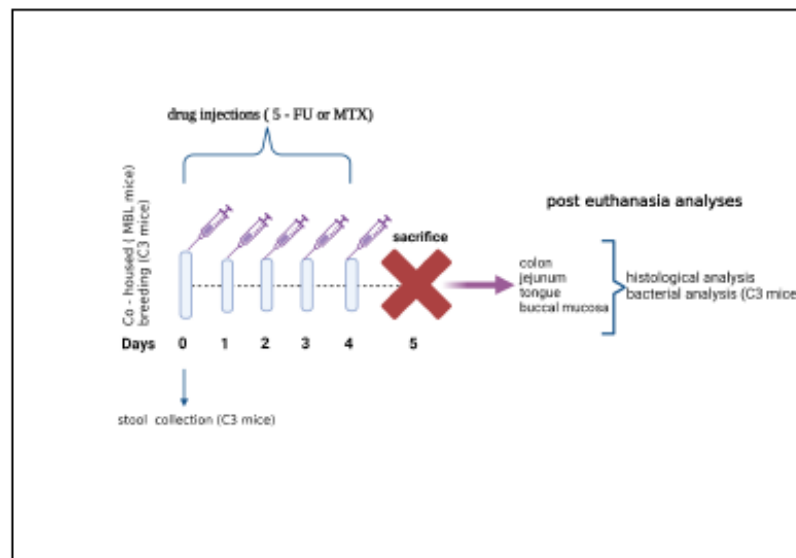 drug injections ( 5 - FU or MTX)
Co - housed ( MBL mice)
breeding (C3 mice)
post euthanasia analyses
sacrifice
colon
jejunum
tongue
buccal mucosa
histological analysis
bacterial analysis (C3 mice
Days 0 1 2 3 4 5
stool collection (C3 mice)